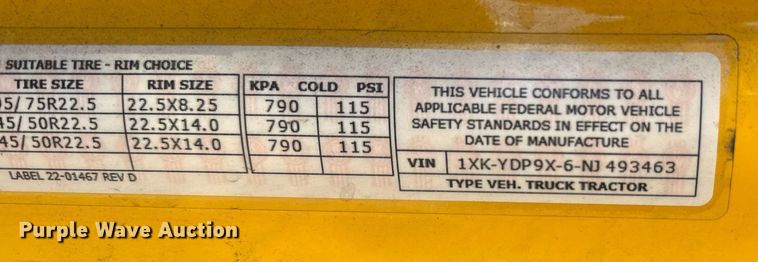 SUITABLE TIRE - RIM CHOICE
TIRE SIZE RIM SIZE KPA COLD PSI
5/ 75R22.5 22.5X8.25 790 115
45/ 50R22.5 22.5X14.0 790 115
45/ 50R22.5 22.5X14.0 790 115
LABEL 22-01467 REV D
THIS VEHICLE CONFORMS TO ALL
APPLICABLE FEDERAL MOTOR VEHICLE
SAFETY STANDARDS IN EFFECT ON THE
DATE OF MANUFACTURE
VIN 1XK-YDP9X-6-NJ 493463
TYPE VEH. TRUCK TRACTOR
Purple Wave Auction